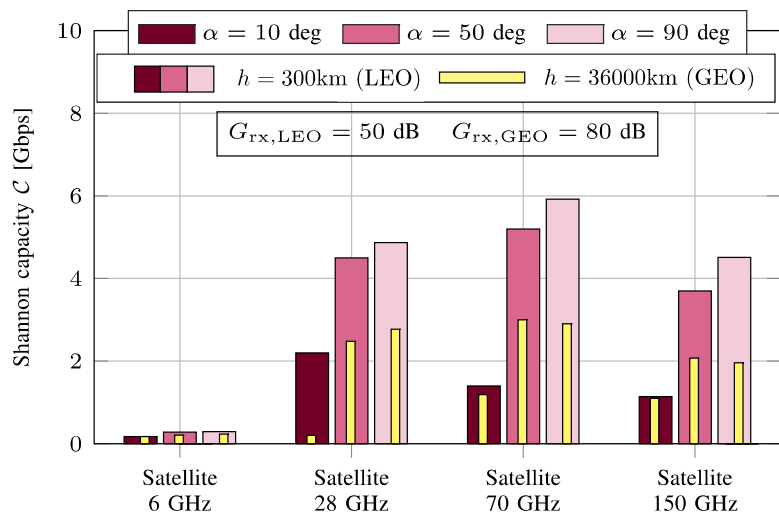 10
α = 10 deg α = 50 deg α = 90 deg
h = 300km (LEO) h = 36000km (GEO)
8
G_rx,LEO = 50 dB G_rx,GEO = 80 dB
6
4
2
0
Shannon capacity 𝒞 [Gbps]
Satellite 6 GHz
Satellite 28 GHz
Satellite 70 GHz
Satellite 150 GHz